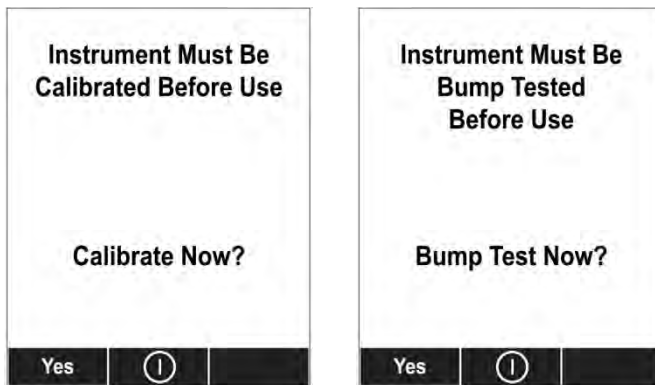 Instrument Must Be
Calibrated Before Use
Calibrate Now?
Yes
Instrument Must Be
Bump Tested
Before Use
Bump Test Now?
Yes